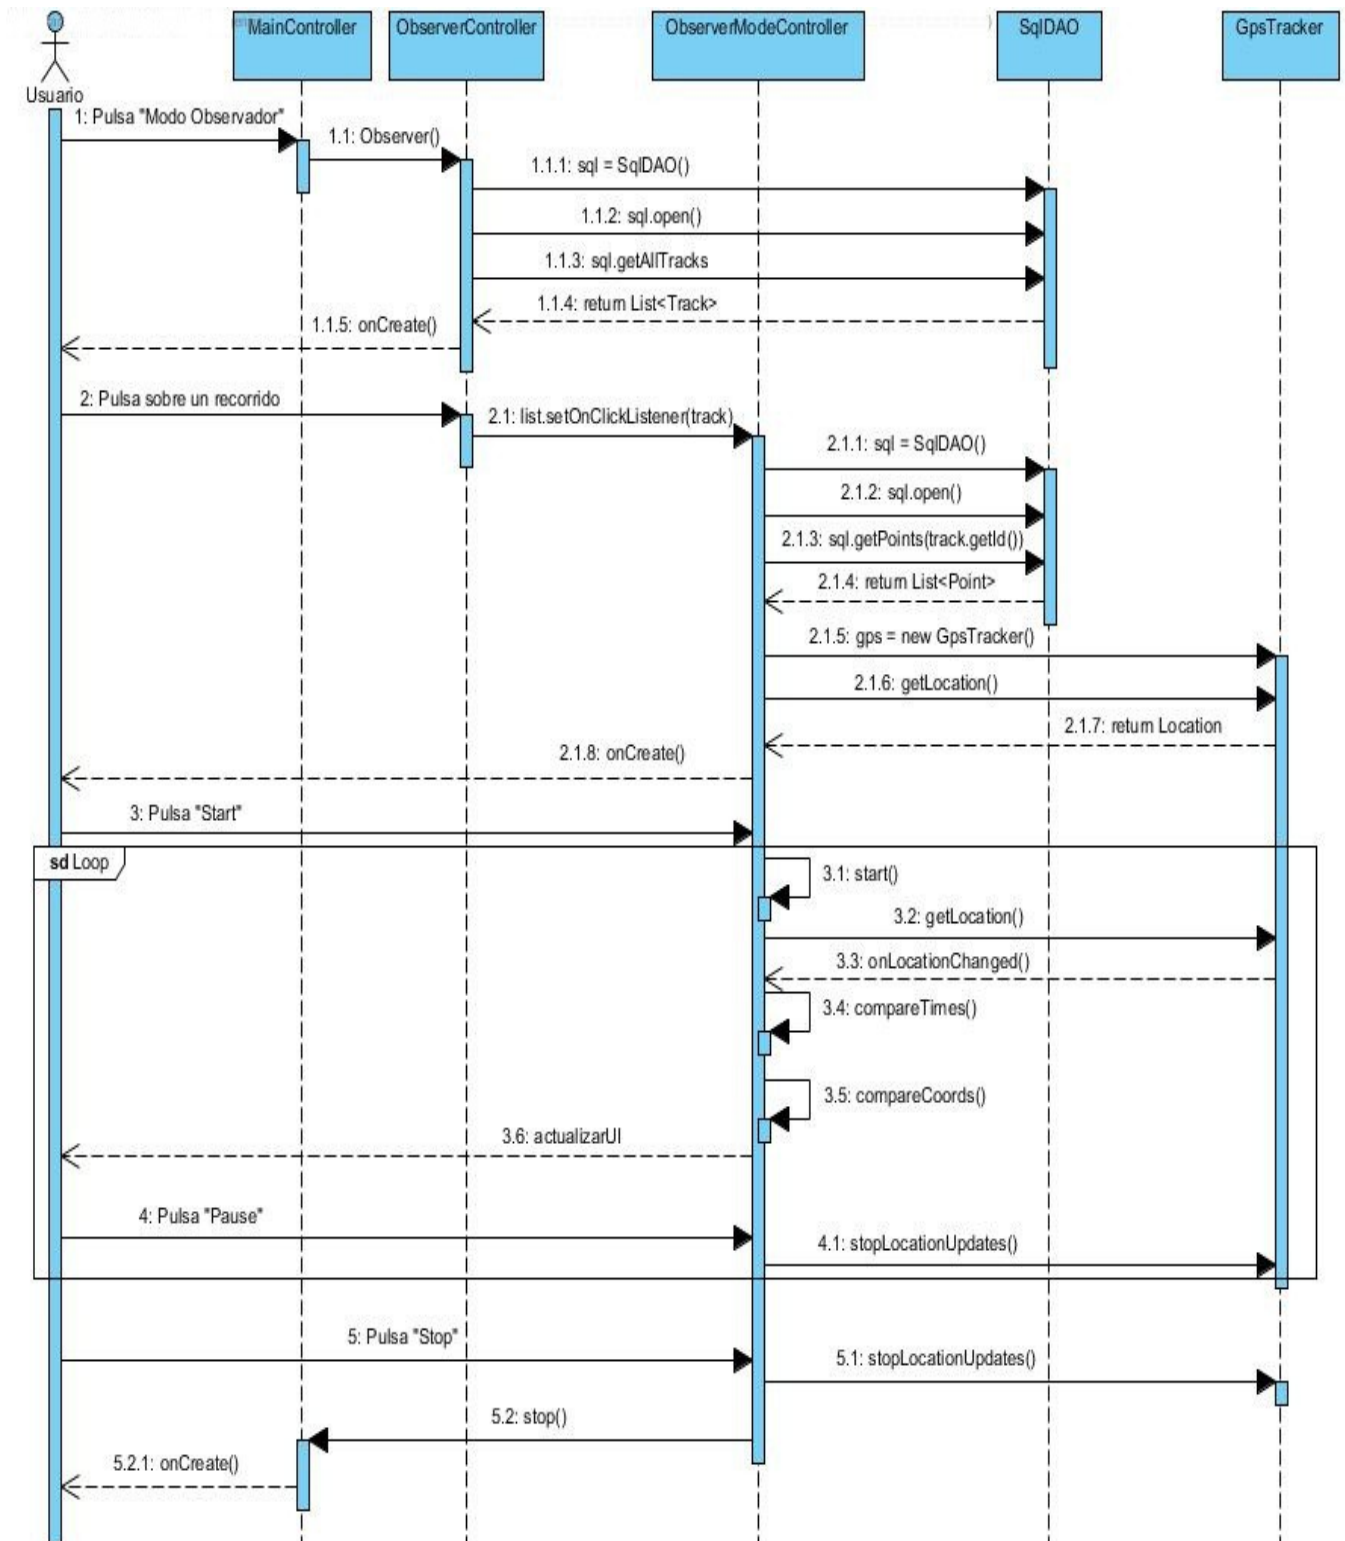 MainController
ObserverController
ObserverModeController
SqlDAO
GpsTracker
Usuario
1: Pulsa "Modo Observador"
1.1: Observer()
1.1.1: sql = SqlDAO()
1.1.2: sql.open()
1.1.3: sql.getAllTracks
1.1.4: return List<Track>
1.1.5: onCreate()
2: Pulsa sobre un recorrido
2.1: list.setOnClickListener(track)
2.1.1: sql = SqlDAO()
2.1.2: sql.open()
2.1.3: sql.getPoints(track.getId())
2.1.4: return List<Point>
2.1.5: gps = new GpsTracker()
2.1.6: getLocation()
2.1.7: return Location
2.1.8: onCreate()
3: Pulsa "Start"
sd Loop
3.1: start()
3.2: getLocation()
3.3: onLocationChanged()
3.4: compareTimes()
3.5: compareCoords()
3.6: actualizarUI
4: Pulsa "Pause"
4.1: stopLocationUpdates()
5: Pulsa "Stop"
5.1: stopLocationUpdates()
5.2: stop()
5.2.1: onCreate()